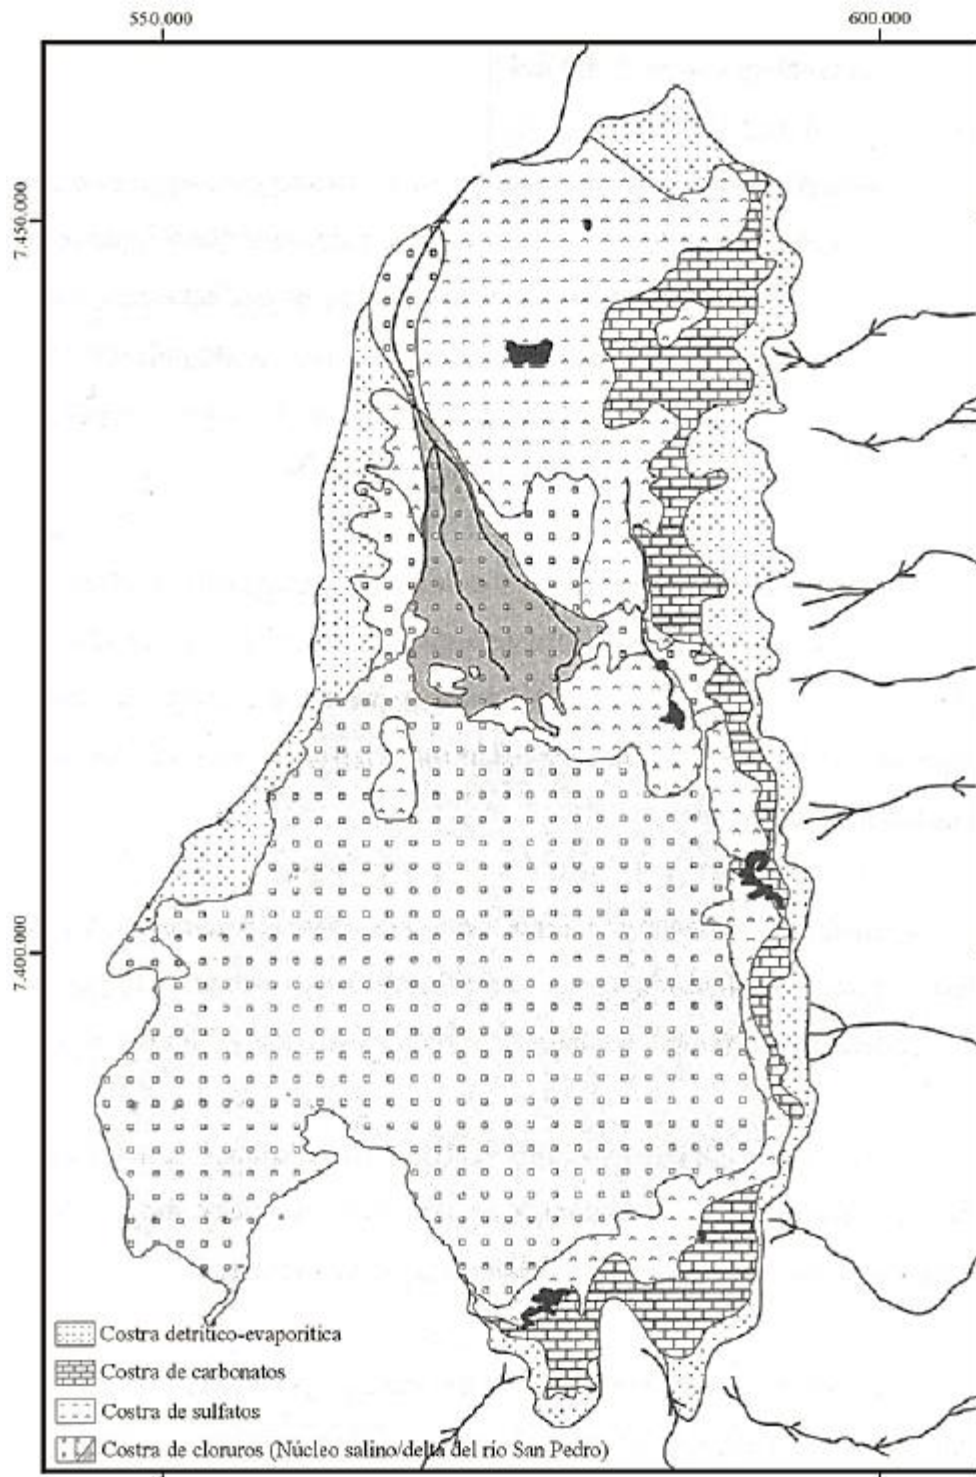 550.000
600.000
7.450.000
7.400.000
Costra detrítico-evaporítica
Costra de carbonatos
Costra de sulfatos
Costra de cloruros (Núcleo salino/delta del río San Pedro)